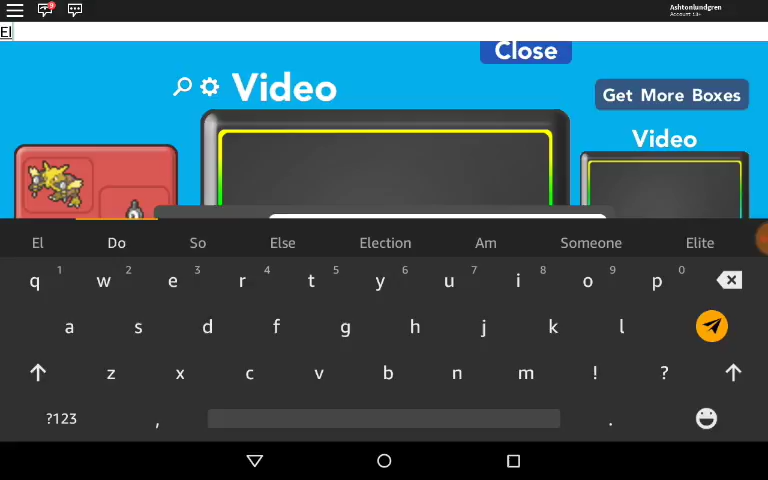 Ashtonlundgren
Account: 13+
El
Close
Video
Get More Boxes
Video
El Do So Else Election Am Someone Elite
q 1 w 2 e 3 r 4 t 5 y 6 u 7 i 8 o 9 p 0
a s d f g h j k l
z x c v b n m ! ?
?123 , .